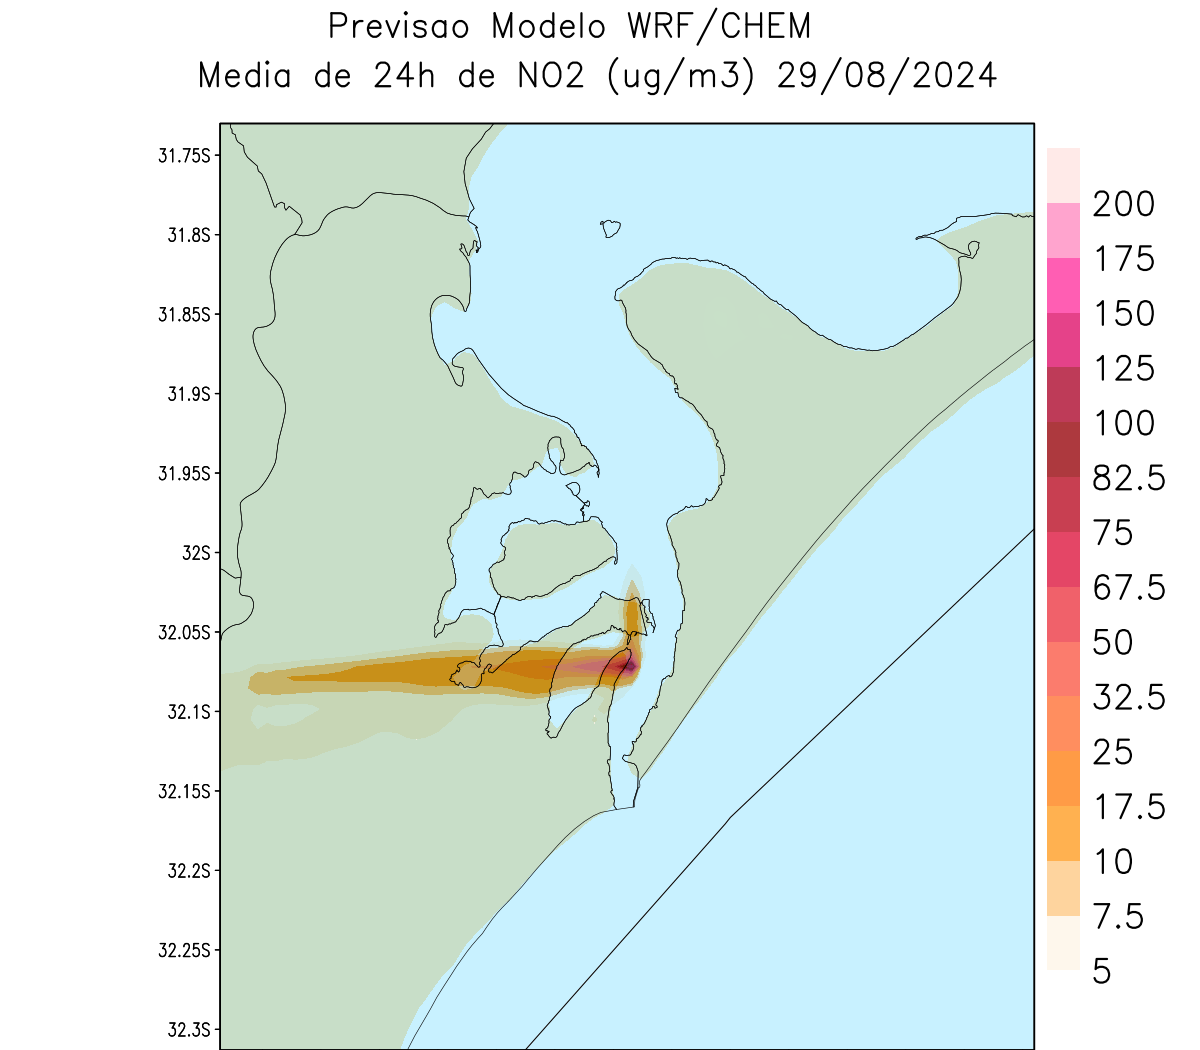 Previsao Modelo WRF/CHEM
Media de 24h de NO2 (ug/m3) 29/08/2024
31.75S
31.8S
31.85S
31.9S
31.95S
32S
32.05S
32.1S
32.15S
32.2S
32.25S
32.3S
200
175
150
125
100
82.5
75
67.5
50
32.5
25
17.5
10
7.5
5